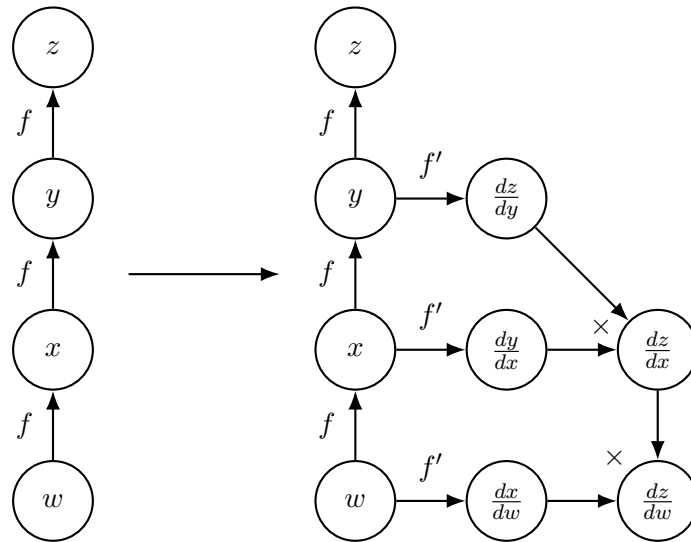 z z
f f
y f′ y dz/dy
f f
x f′ x dy/dx × dz/dx
f f
w f′ w dx/dw × dz/dw